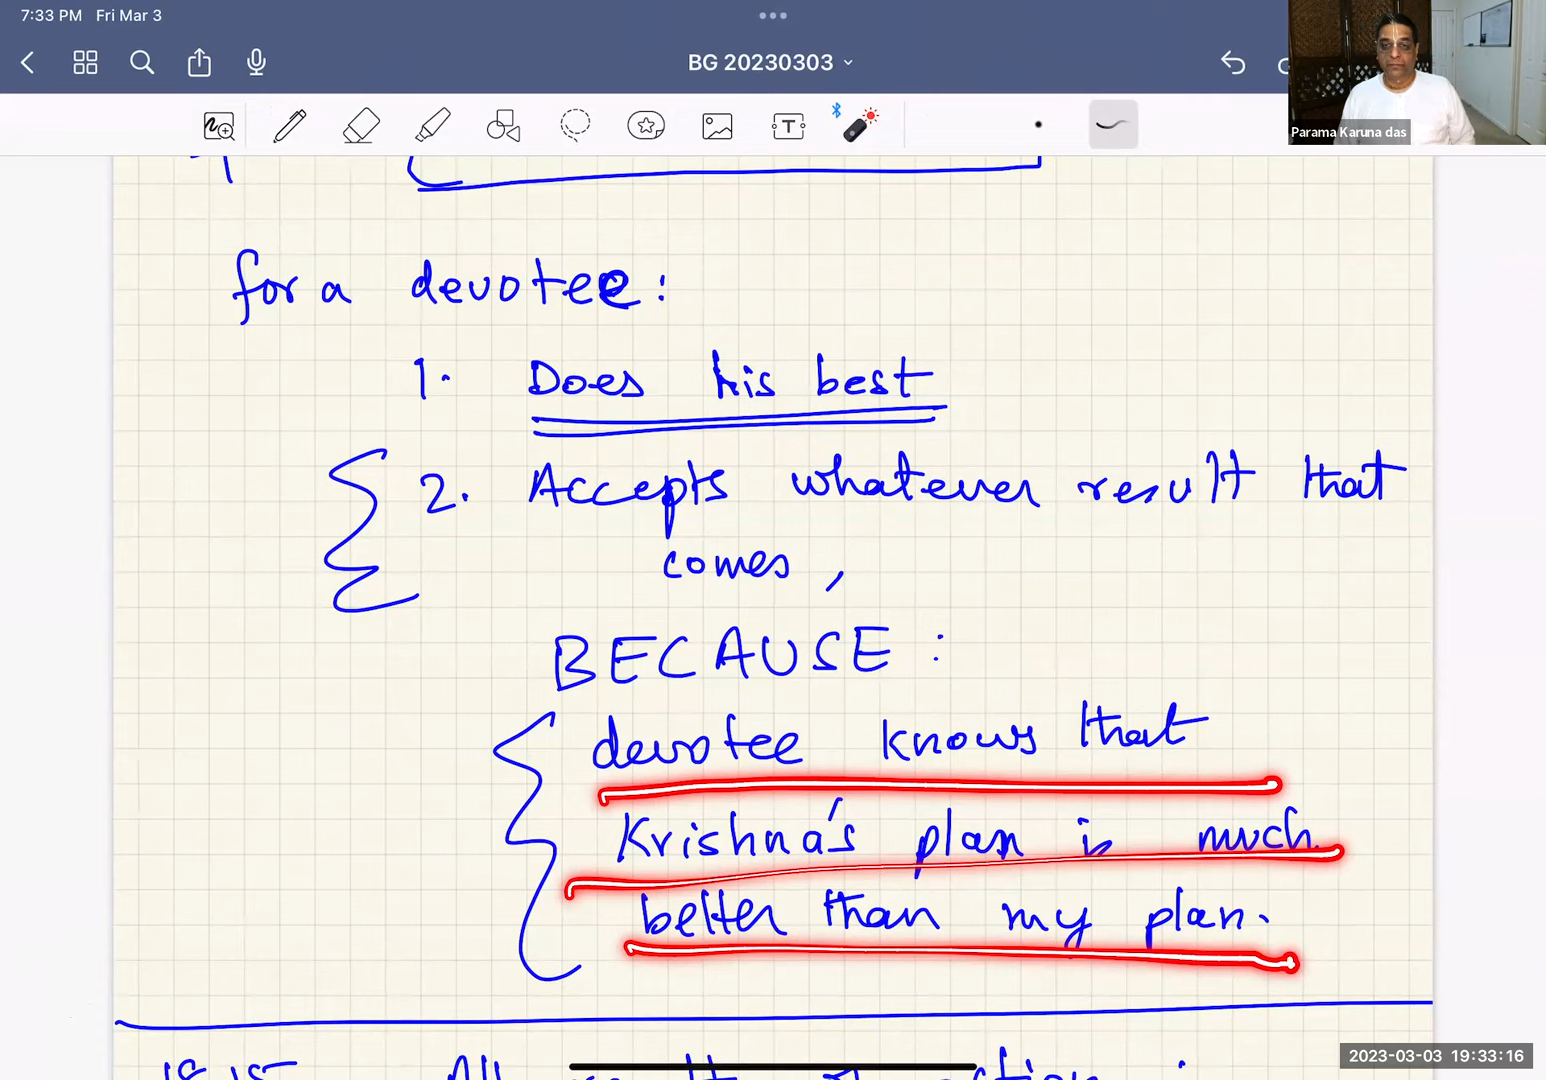 7:33 PM Fri Mar 3
BG 20230303
T
Parama Karuna das
for a devotee:
1. Does his best
2. Accepts whatever result that
comes,
BECAUSE:
devotee knows that
Krishna's plan is much
better than my plan.
All
2023-03-03 19:33:16